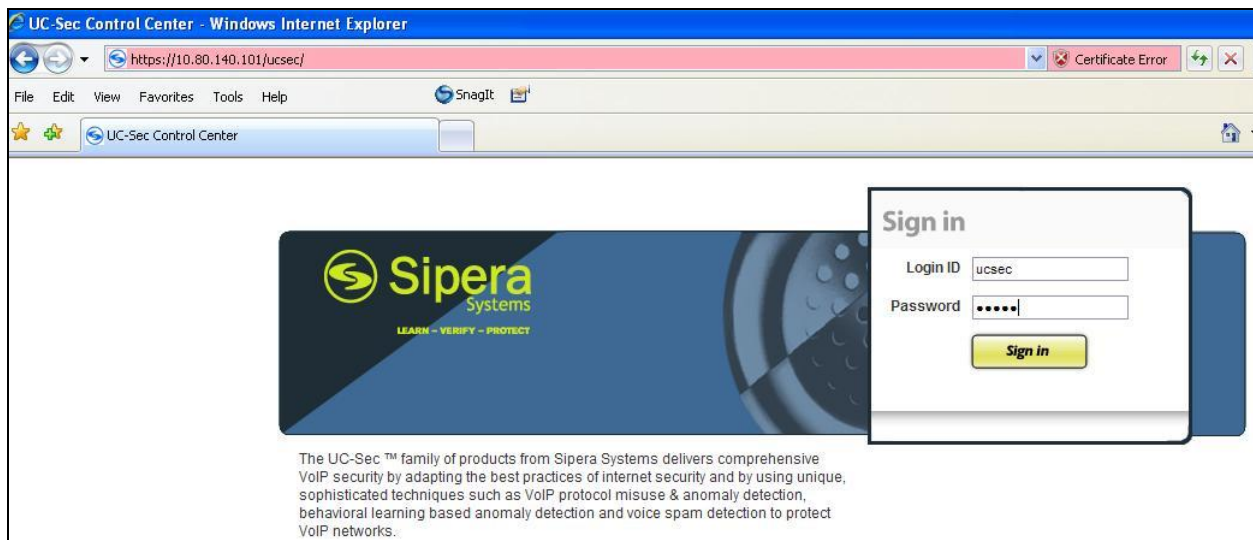 UC-Sec Control Center - Windows Internet Explorer
https://10.80.140.101/ucsec/
Certificate Error
File Edit View Favorites Tools Help SnagIt
UC-Sec Control Center
Sign in
Login ID ucsec
Password •••••
Sign in
Sipera
Systems
LEARN – VERIFY – PROTECT
The UC-Sec ™ family of products from Sipera Systems delivers comprehensive
VoIP security by adapting the best practices of internet security and by using unique,
sophisticated techniques such as VoIP protocol misuse & anomaly detection,
behavioral learning based anomaly detection and voice spam detection to protect
VoIP networks.